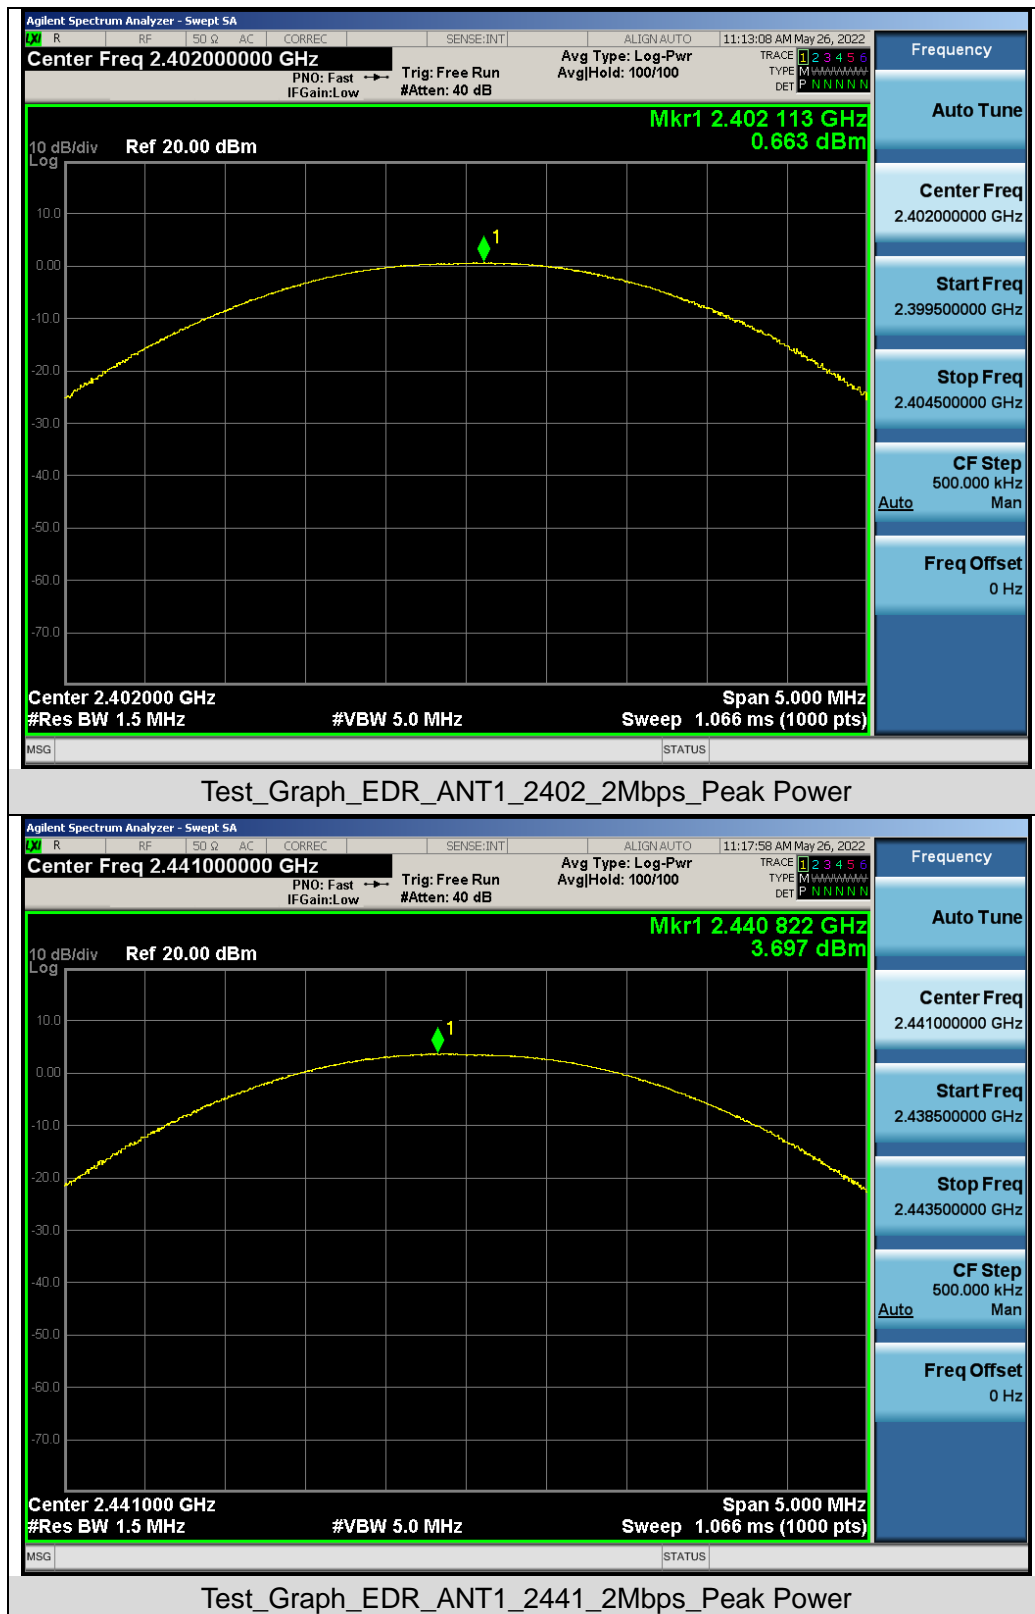 Agilent Spectrum Analyzer - Swept SA
LXI R RF 50 Ω AC CORREC SENSE:INT ALIGN AUTO 11:13:08 AM May 26, 2022
Center Freq 2.402000000 GHz
PNO: Fast
IFGain:Low
Trig: Free Run
#Atten: 40 dB
Avg Type: Log-Pwr
Avg|Hold: 100/100
TRACE 1 2 3 4 5 6
TYPE M WWWWW
DET P N N N N N
Mkr1 2.402 113 GHz
0.663 dBm
10 dB/div Ref 20.00 dBm
Log
10.0
1
0.00
-10.0
-20.0
-30.0
-40.0
-50.0
-60.0
-70.0
Center 2.402000 GHz Span 5.000 MHz
#Res BW 1.5 MHz #VBW 5.0 MHz Sweep 1.066 ms (1000 pts)
MSG STATUS
Frequency
Auto Tune
Center Freq
2.402000000 GHz
Start Freq
2.399500000 GHz
Stop Freq
2.404500000 GHz
CF Step
500.000 kHz
Auto Man
Freq Offset
0 Hz
Test_Graph_EDR_ANT1_2402_2Mbps_Peak Power
Agilent Spectrum Analyzer - Swept SA
LXI R RF 50 Ω AC CORREC SENSE:INT ALIGN AUTO 11:17:58 AM May 26, 2022
Center Freq 2.441000000 GHz
PNO: Fast
IFGain:Low
Trig: Free Run
#Atten: 40 dB
Avg Type: Log-Pwr
Avg|Hold: 100/100
TRACE 1 2 3 4 5 6
TYPE M WWWWW
DET P N N N N N
Mkr1 2.440 822 GHz
3.697 dBm
10 dB/div Ref 20.00 dBm
Log
10.0
1
0.00
-10.0
-20.0
-30.0
-40.0
-50.0
-60.0
-70.0
Center 2.441000 GHz Span 5.000 MHz
#Res BW 1.5 MHz #VBW 5.0 MHz Sweep 1.066 ms (1000 pts)
MSG STATUS
Frequency
Auto Tune
Center Freq
2.441000000 GHz
Start Freq
2.438500000 GHz
Stop Freq
2.443500000 GHz
CF Step
500.000 kHz
Auto Man
Freq Offset
0 Hz
Test_Graph_EDR_ANT1_2441_2Mbps_Peak Power